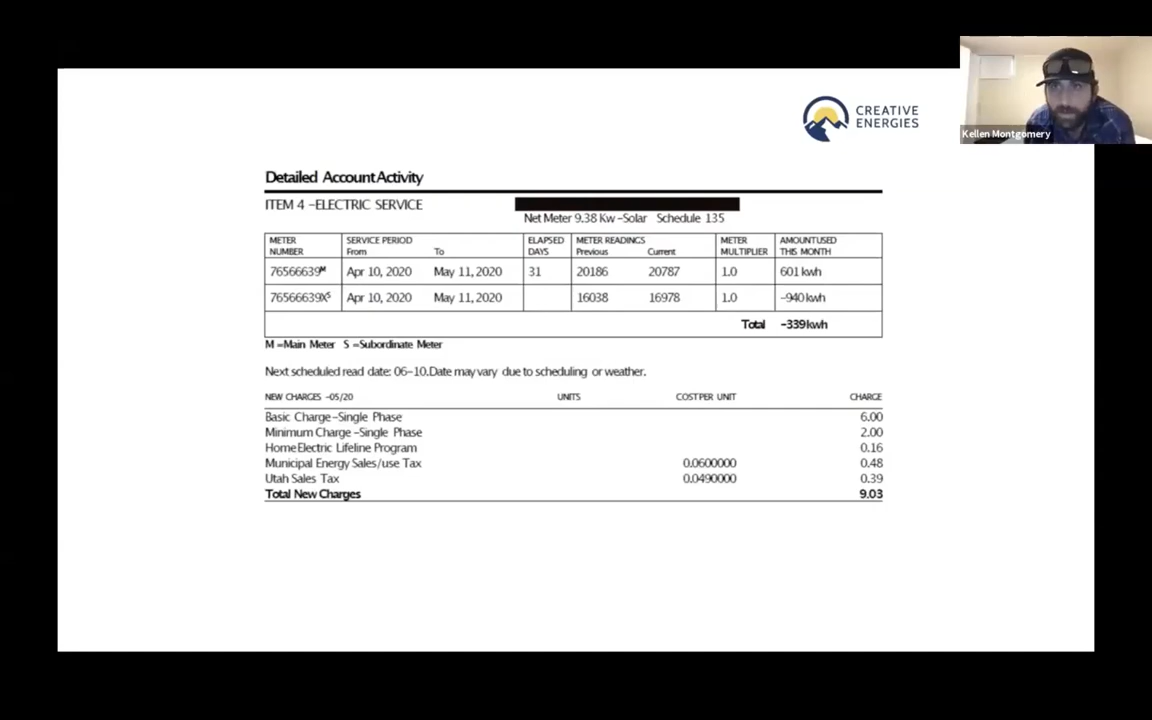 CREATIVE
ENERGIES
Kellen Montgomery
Detailed Account Activity
ITEM 4 -ELECTRIC SERVICE
Net Meter 9.38 Kw -Solar Schedule 135
METER NUMBER SERVICE PERIOD From To ELAPSED DAYS METER READINGS Previous Current METER MULTIPLIER AMOUNT USED THIS MONTH
76566639M Apr 10, 2020 May 11, 2020 31 20186 20787 1.0 601 kwh
76566639XS Apr 10, 2020 May 11, 2020 16038 16978 1.0 -940 kwh
Total -339 kwh
M =Main Meter S =Subordinate Meter
Next scheduled read date: 06-10.Date may vary due to scheduling or weather.
NEW CHARGES -05/20 UNITS COST PER UNIT CHARGE
Basic Charge-Single Phase 6.00
Minimum Charge -Single Phase 2.00
Home Electric Lifeline Program 0.16
Municipal Energy Sales/use Tax 0.0600000 0.48
Utah Sales Tax 0.0490000 0.39
Total New Charges 9.03